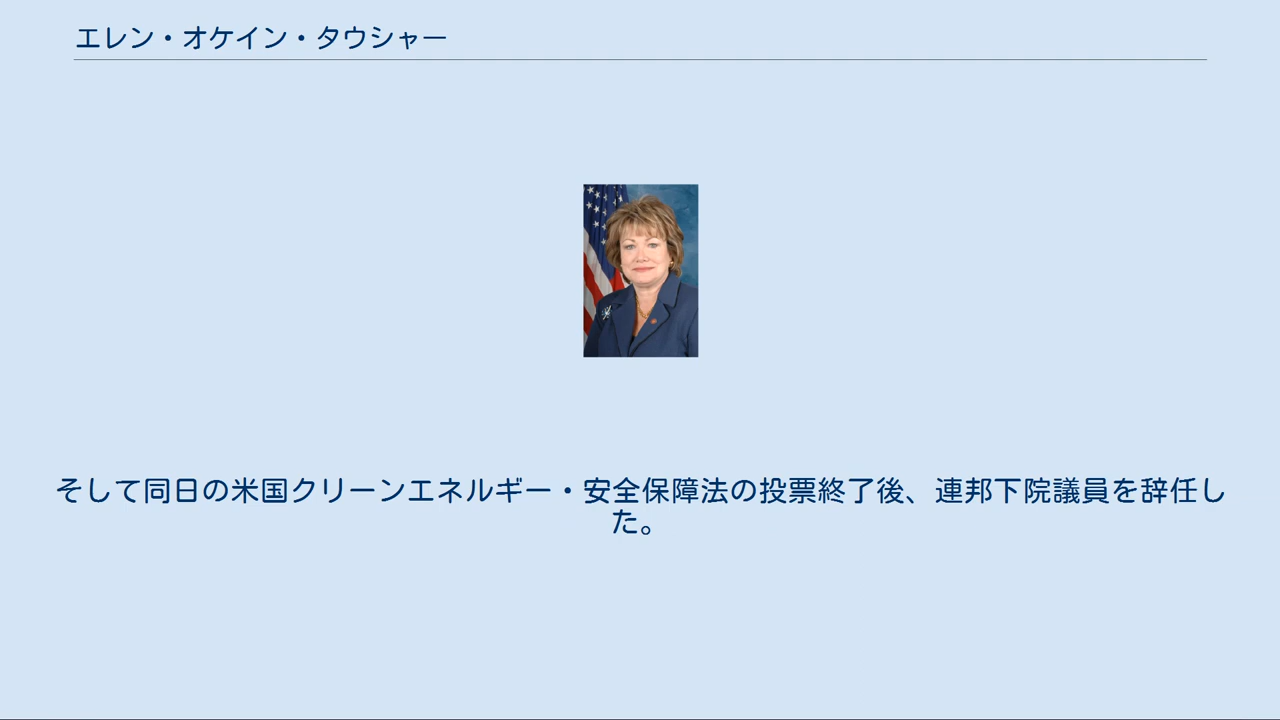 エレン・オケイン・タウシャー
そして同日の米国クリーンエネルギー・安全保障法の投票終了後、連邦下院議員を辞任し
た。